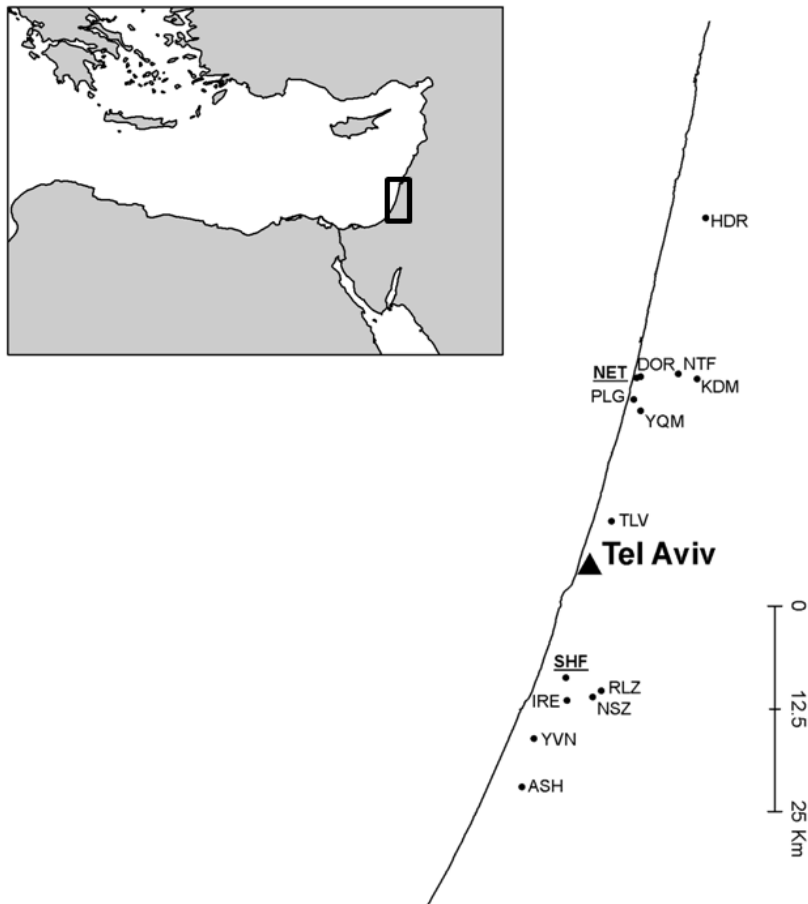 HDR
DOR NTF
NET
KDM
PLG
YQM
TLV
Tel Aviv
0
SHF
RLZ
IRE
NSZ
12.5
YVN
ASH
25 Km